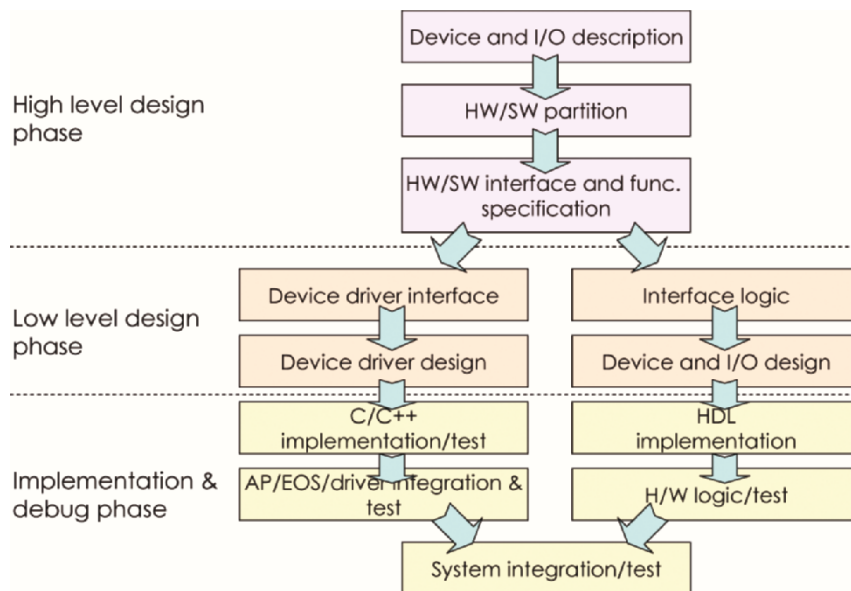 Device and I/O description
High level design
phase
HW/SW partition
HW/SW interface and func.
specification
Low level design
phase
Device driver interface
Interface logic
Device driver design
Device and I/O design
Implementation &
debug phase
C/C++
implementation/test
HDL
implementation
AP/EOS/driver integration &
test
H/W logic/test
System integration/test